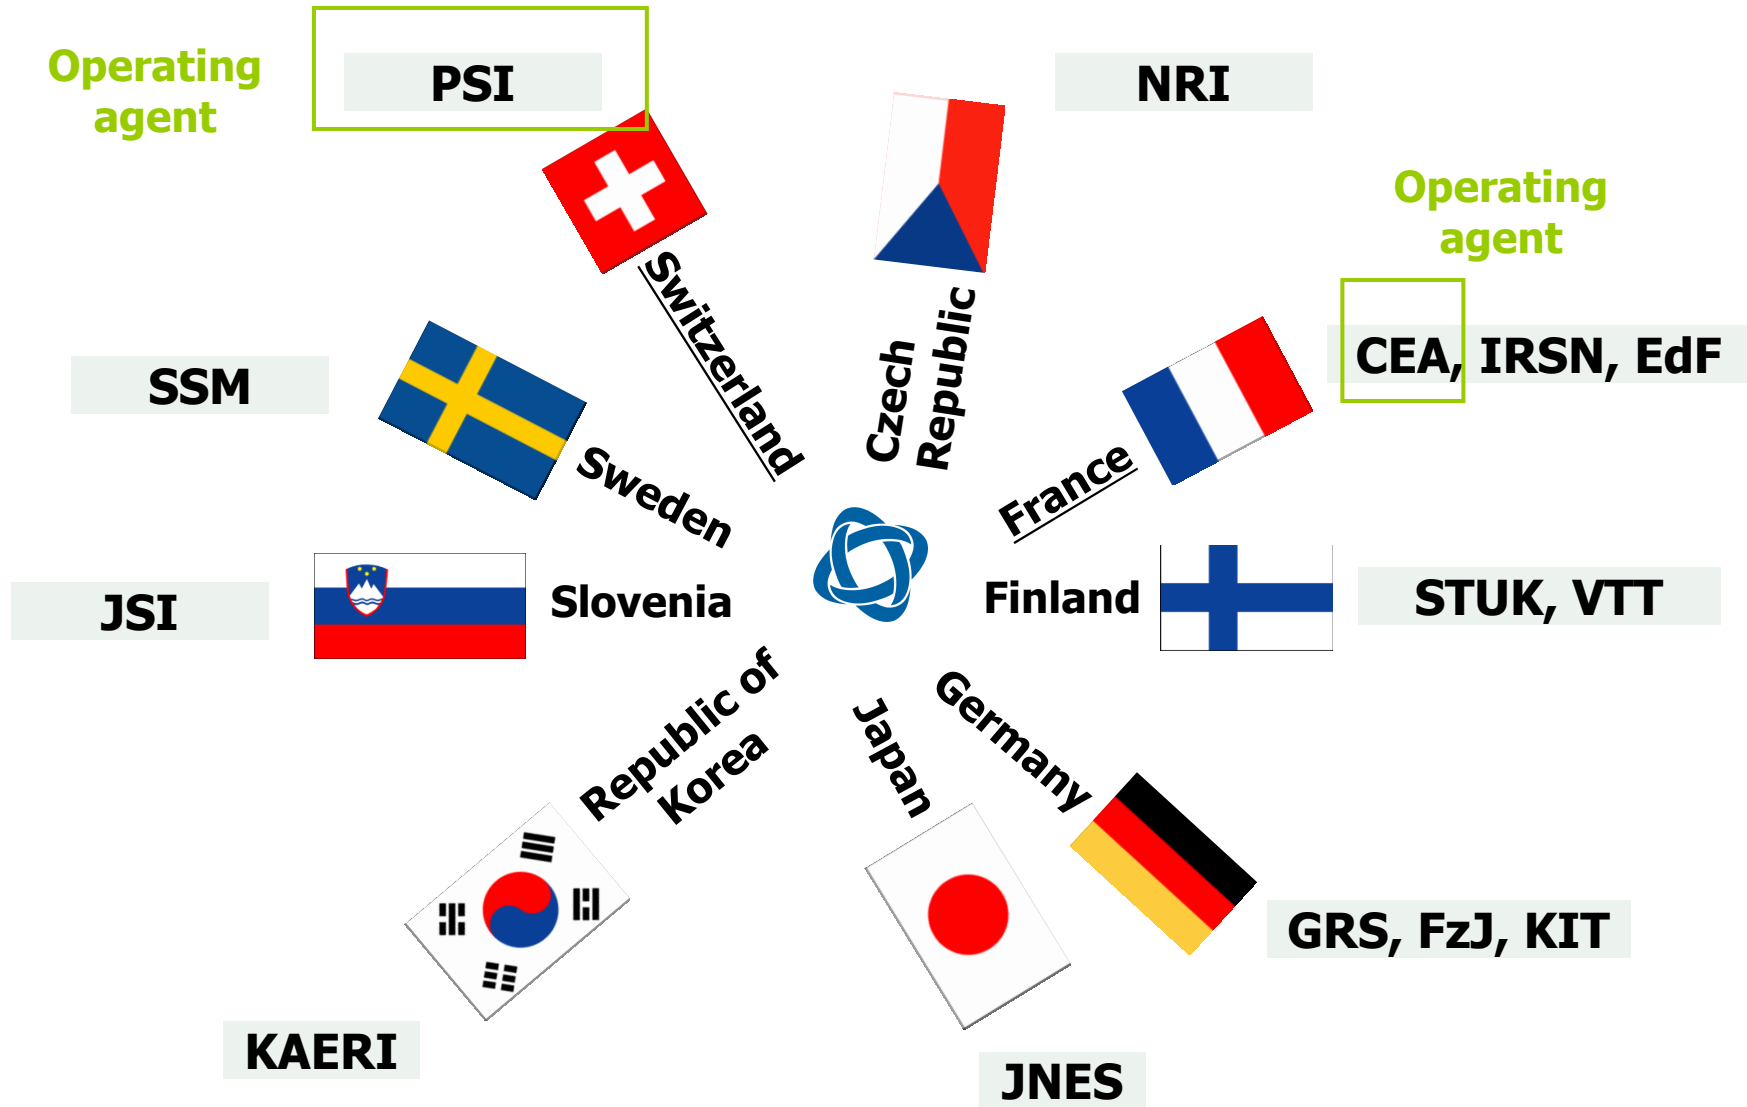 Operating
agent
PSI
NRI
Operating
agent
Switzerland
Czech
Republic
CEA, IRSN, EdF
SSM
Sweden
France
JSI
Slovenia
Finland
STUK, VTT
Republic of
Korea
Japan
Germany
GRS, FzJ, KIT
KAERI
JNES